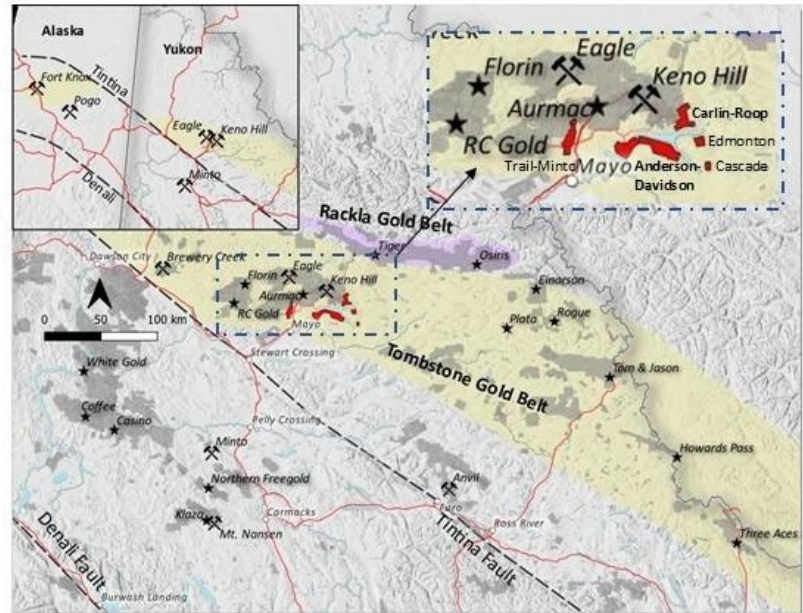 Alaska
Yukon
Tintina
Fort Knox
Pogo
Eagle
Keno Hill
Denali
Minto
Eagle
Florin
Keno Hill
Aurmac
Carlin-Roop
RC Gold
Edmonton
Trail-Minto
Mayo
Anderson-
Davidson
Cascade
Rackla Gold Belt
Tiger
Osiris
Dawson City
Brewery Creek
Florin
Eagle
Keno Hill
Aurmac
RC Gold
Mayo
Einarson
Plata
Rogue
0 50 100 km
Stewart Crossing
Tombstone Gold Belt
White Gold
Tom & Jason
Coffee
Casino
Pelly Crossing
Minto
Howards Pass
Northern Freegold
Anvil
Klaza
Carmacks
Faro
Mt. Nansen
Ross River
Three Aces
Denali Fault
Tintina Fault
Burwash Landing